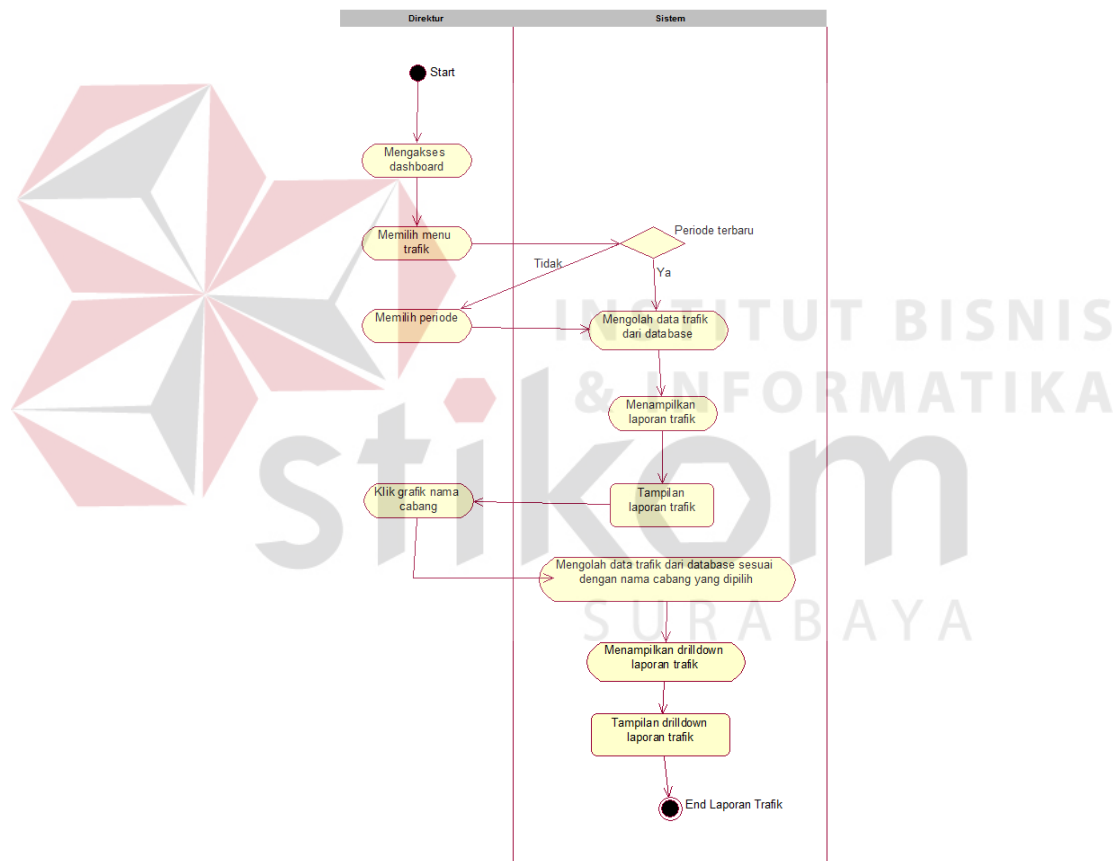 Direktur
Sistem
Start
Mengakses
dashboard
Memilih menu
trafik
Periode terbaru
Tidak
Ya
Memilih periode
Mengolah data trafik
dari database
Menampilkan
laporan trafik
Klik grafik nama
cabang
Tampilan
laporan trafik
Mengolah data trafik dari database sesuai
dengan nama cabang yang dipilih
Menampilkan drilldown
laporan trafik
Tampilan drilldown
laporan trafik
End Laporan Trafik
INSTITUT BISNIS
& INFORMATIKA
stikom
SURABAYA